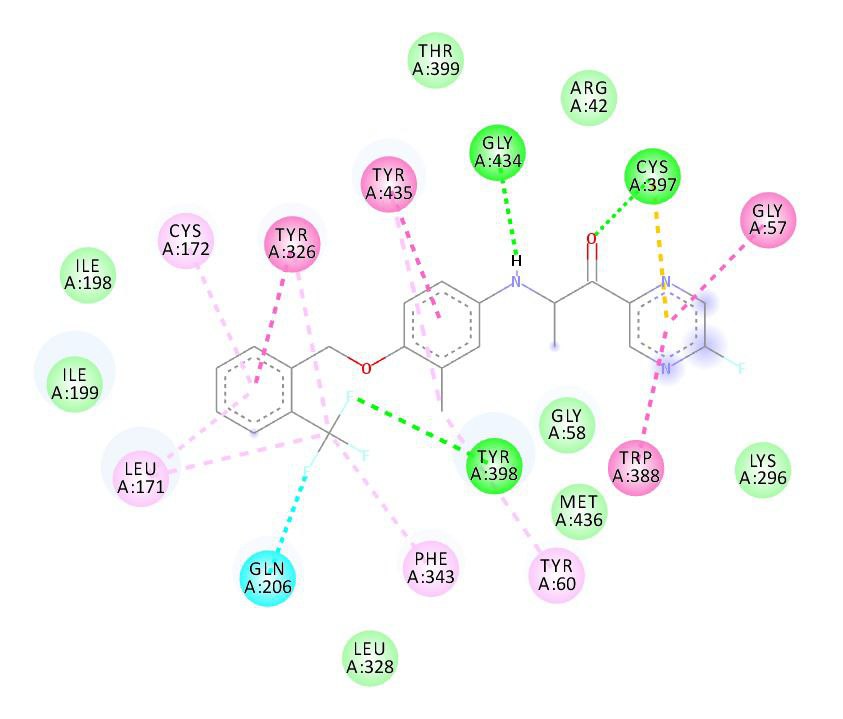 THR
A:399
ARG
A:42
GLY
A:434
CYS
A:397
TYR
A:435
GLY
A:57
CYS
A:172
TYR
A:326
O
H
N
N
ILE
A:198
ILE
A:199
O
N
F
F
F
F
GLY
A:58
LEU
A:171
TYR
A:398
TRP
A:388
LYS
A:296
MET
A:436
GLN
A:206
PHE
A:343
TYR
A:60
LEU
A:328